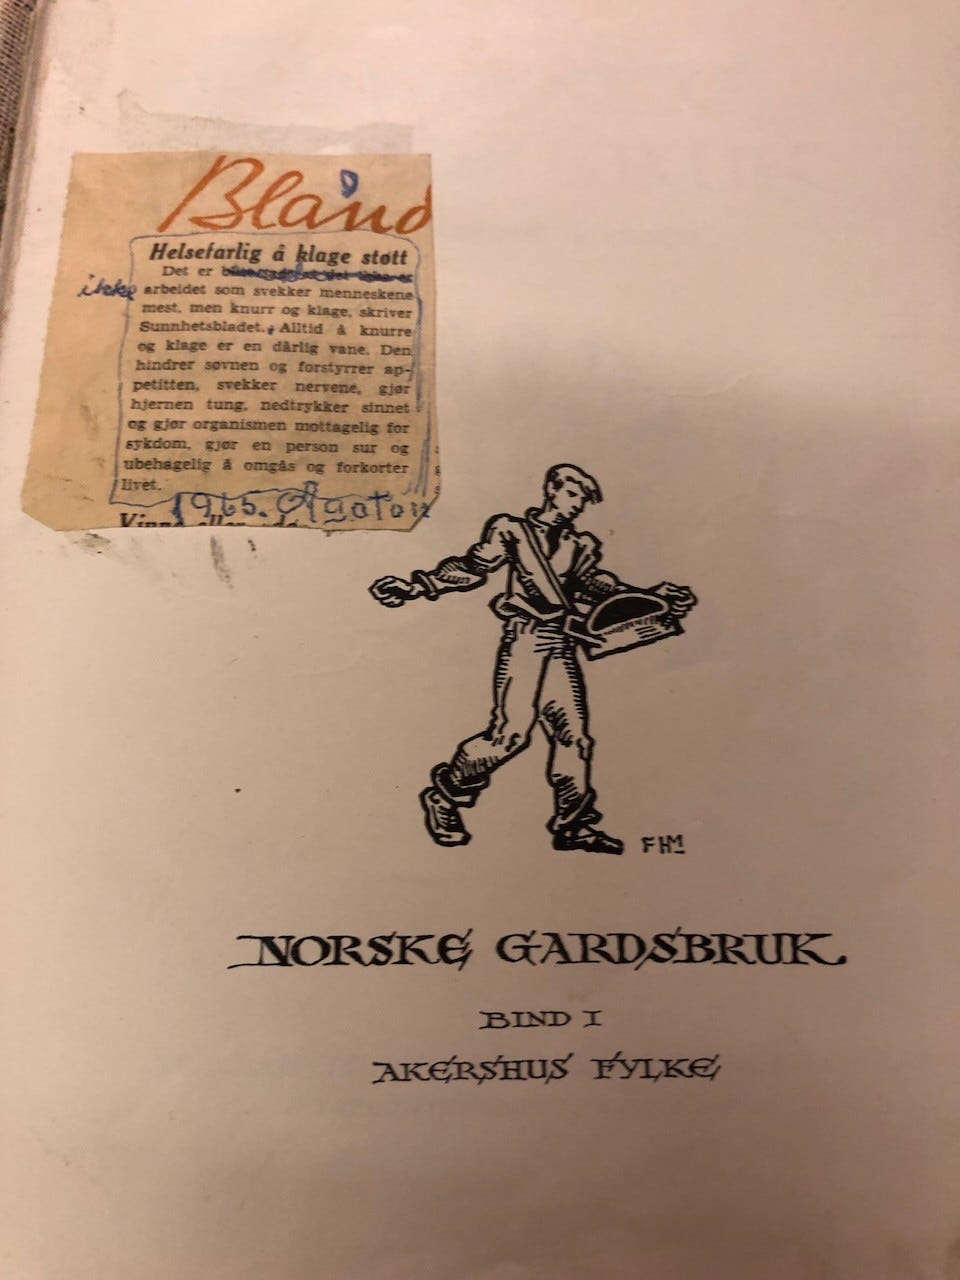 Bland
Helsefarlig å klage støtt
Det er
ikke arbeidet som svekker menneskene
mest, men knurr og klage, skriver
Sunnhetsbladet. Alltid å knurre
og klage er en dårlig vane. Den
hindrer søvnen og forstyrrer ap-
petitten, svekker nervene, gjør
hjernen tung, nedtrykker sinnet
og gjør organismen mottagelig for
sykdom, gjør en person sur og
ubehagelig å omgås og forkorter
livet.
1965.
FHM
NORSKE GARDSBRUK
BIND I
AKERSHUS FYLKE